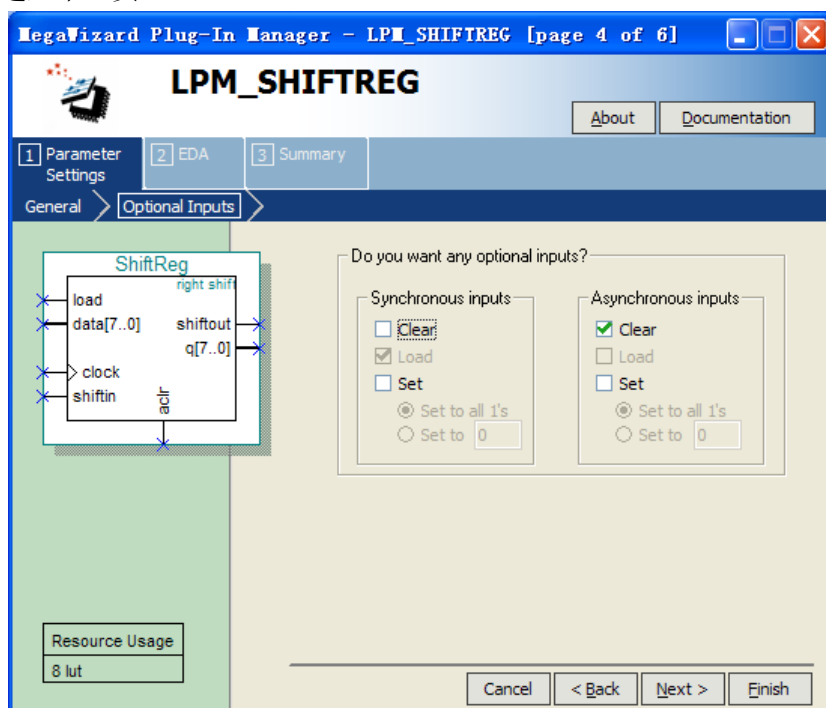 MegaWizard Plug-In Manager - LPM_SHIFTREG [page 4 of 6]
LPM_SHIFTREG
About
Documentation
1 Parameter Settings
2 EDA
3 Summary
General
Optional Inputs
ShiftReg
right shift
load
data[7..0]
shiftout
q[7..0]
clock
shiftin
aclr
Do you want any optional inputs?
Synchronous inputs
Clear
Load
Set
Set to all 1's
Set to 0
Asynchronous inputs
Clear
Load
Set
Set to all 1's
Set to 0
Resource Usage
8 lut
Cancel
< Back
Next >
Finish